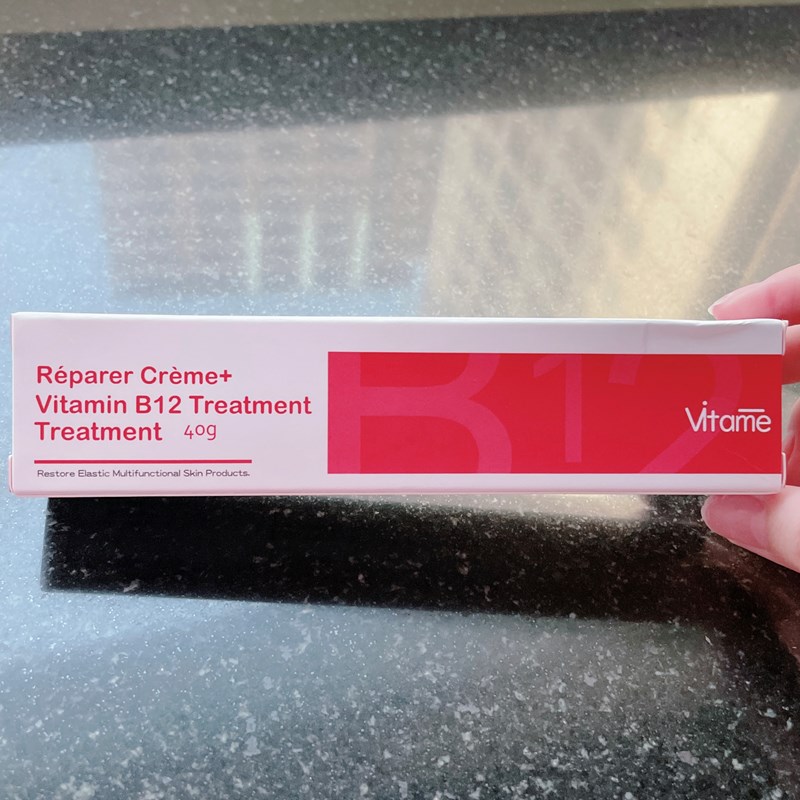 Réparer Crème+
Vitamin B12 Treatment
Treatment 40g
Restore Elastic Multifunctional Skin Products.
B12
Vitame